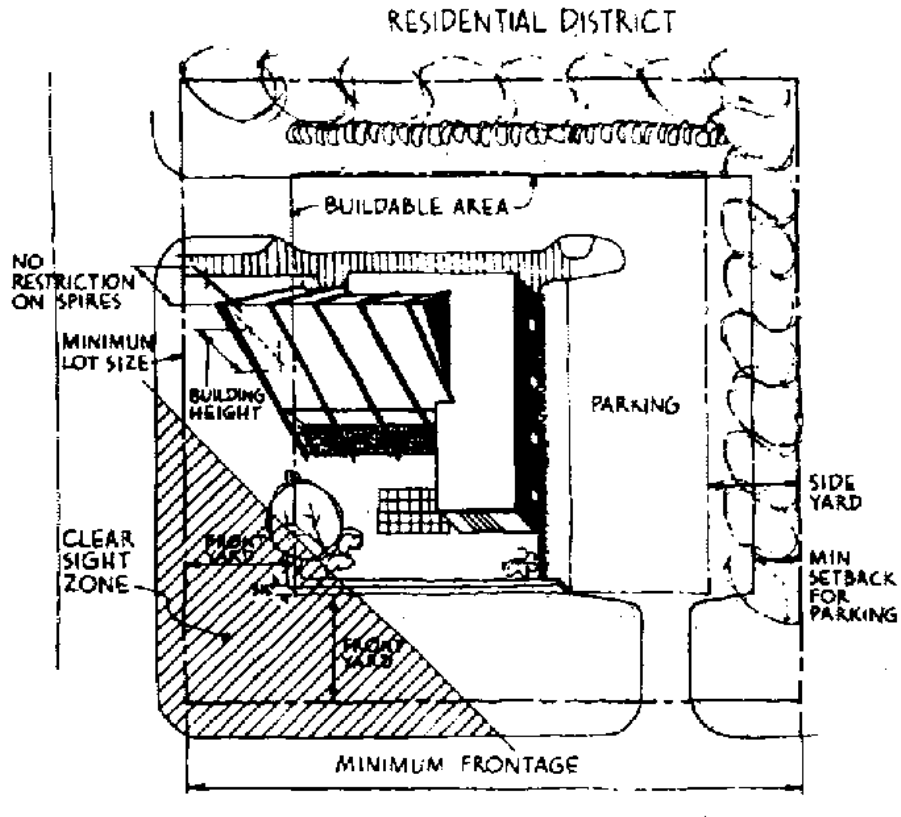 RESIDENTIAL DISTRICT
BUILDABLE AREA
NO
RESTRICTION
ON SPIRES
MINIMUN
LOT SIZE
BUILDING
HEIGHT
PARKING
SIDE
YARD
CLEAR
SIGHT
ZONE
FRONT
YARD
MIN
SETBACK
FOR
PARKING
FRONT
YARD
MINIMUM FRONTAGE